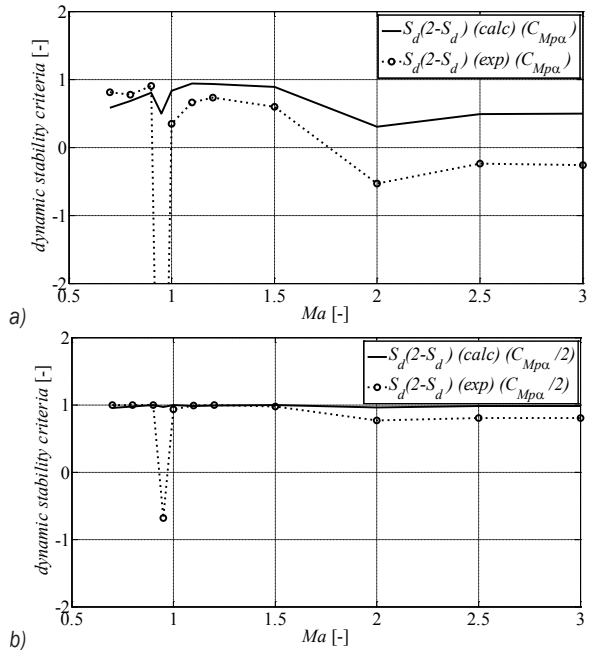 S_d(2-S_d) (calc) (C_Mpα)
S_d(2-S_d) (exp) (C_Mpα)
dynamic stability criteria [-]
2
1
0
-1
-2
0.5 1 1.5 2 2.5 3
Ma [-]
a)
S_d(2-S_d) (calc) (C_Mpα/2)
S_d(2-S_d) (exp) (C_Mpα/2)
dynamic stability criteria [-]
2
1
0
-1
-2
0.5 1 1.5 2 2.5 3
Ma [-]
b)